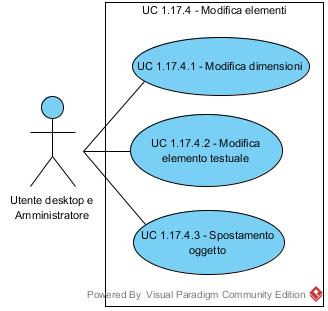 UC 1.17.4 - Modifica elementi
UC 1.17.4.1 - Modifica dimensioni
UC 1.17.4.2 - Modifica
elemento testuale
Utente desktop e
Amministratore
UC 1.17.4.3 - Spostamento
oggetto
Powered By Visual Paradigm Community Edition